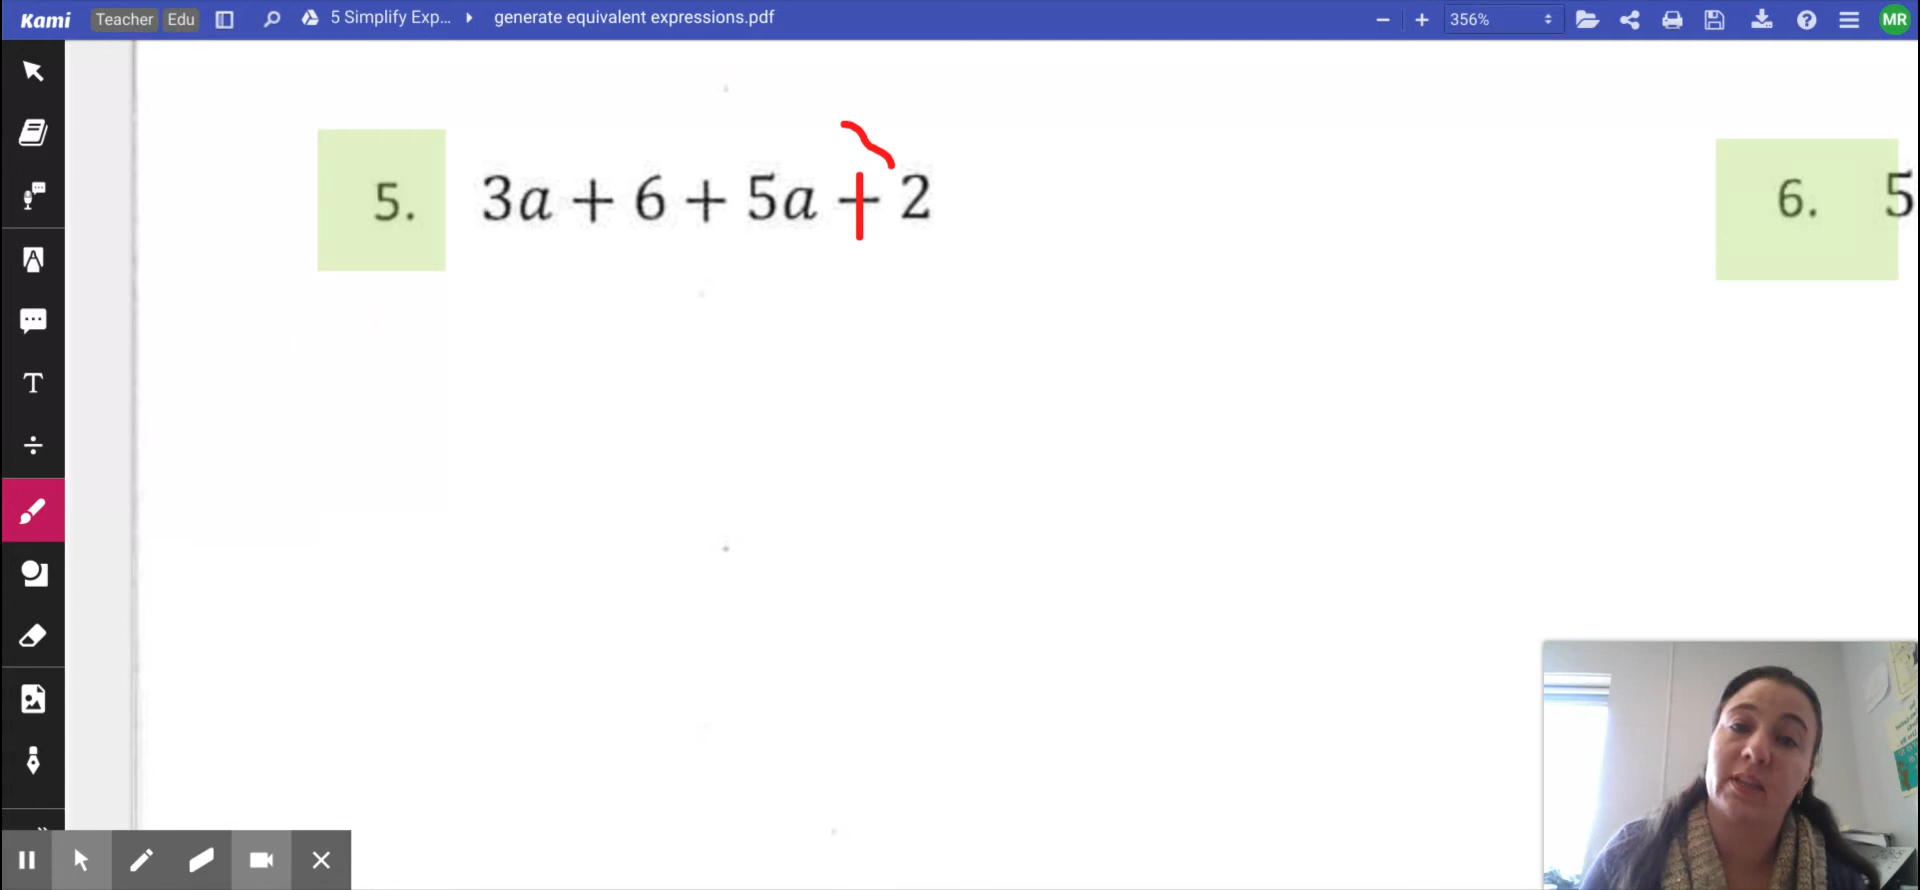 Kami Teacher Edu 5 Simplify Exp... generate equivalent expressions.pdf 356% MR
5. 3a + 6 + 5a + 2
6. 5
T